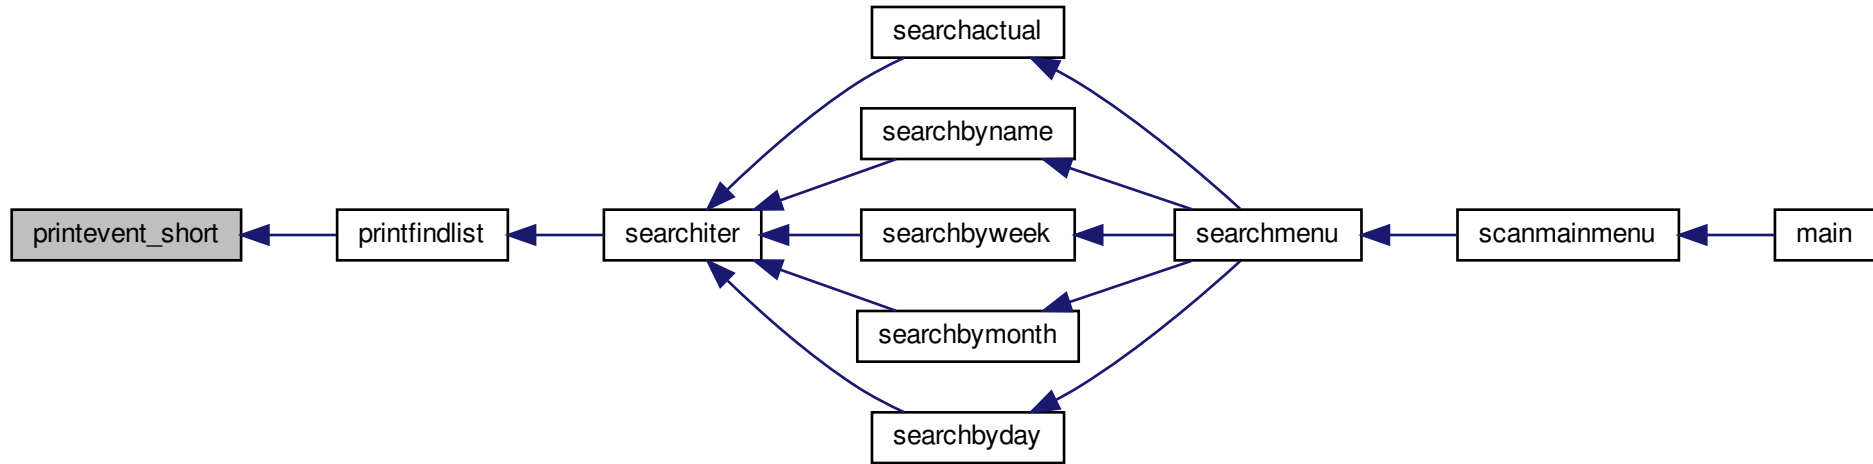 searchactual
searchbyname
printevent_short
printfindlist
searchiter
searchbyweek
searchmenu
scanmainmenu
main
searchbymonth
searchbyday